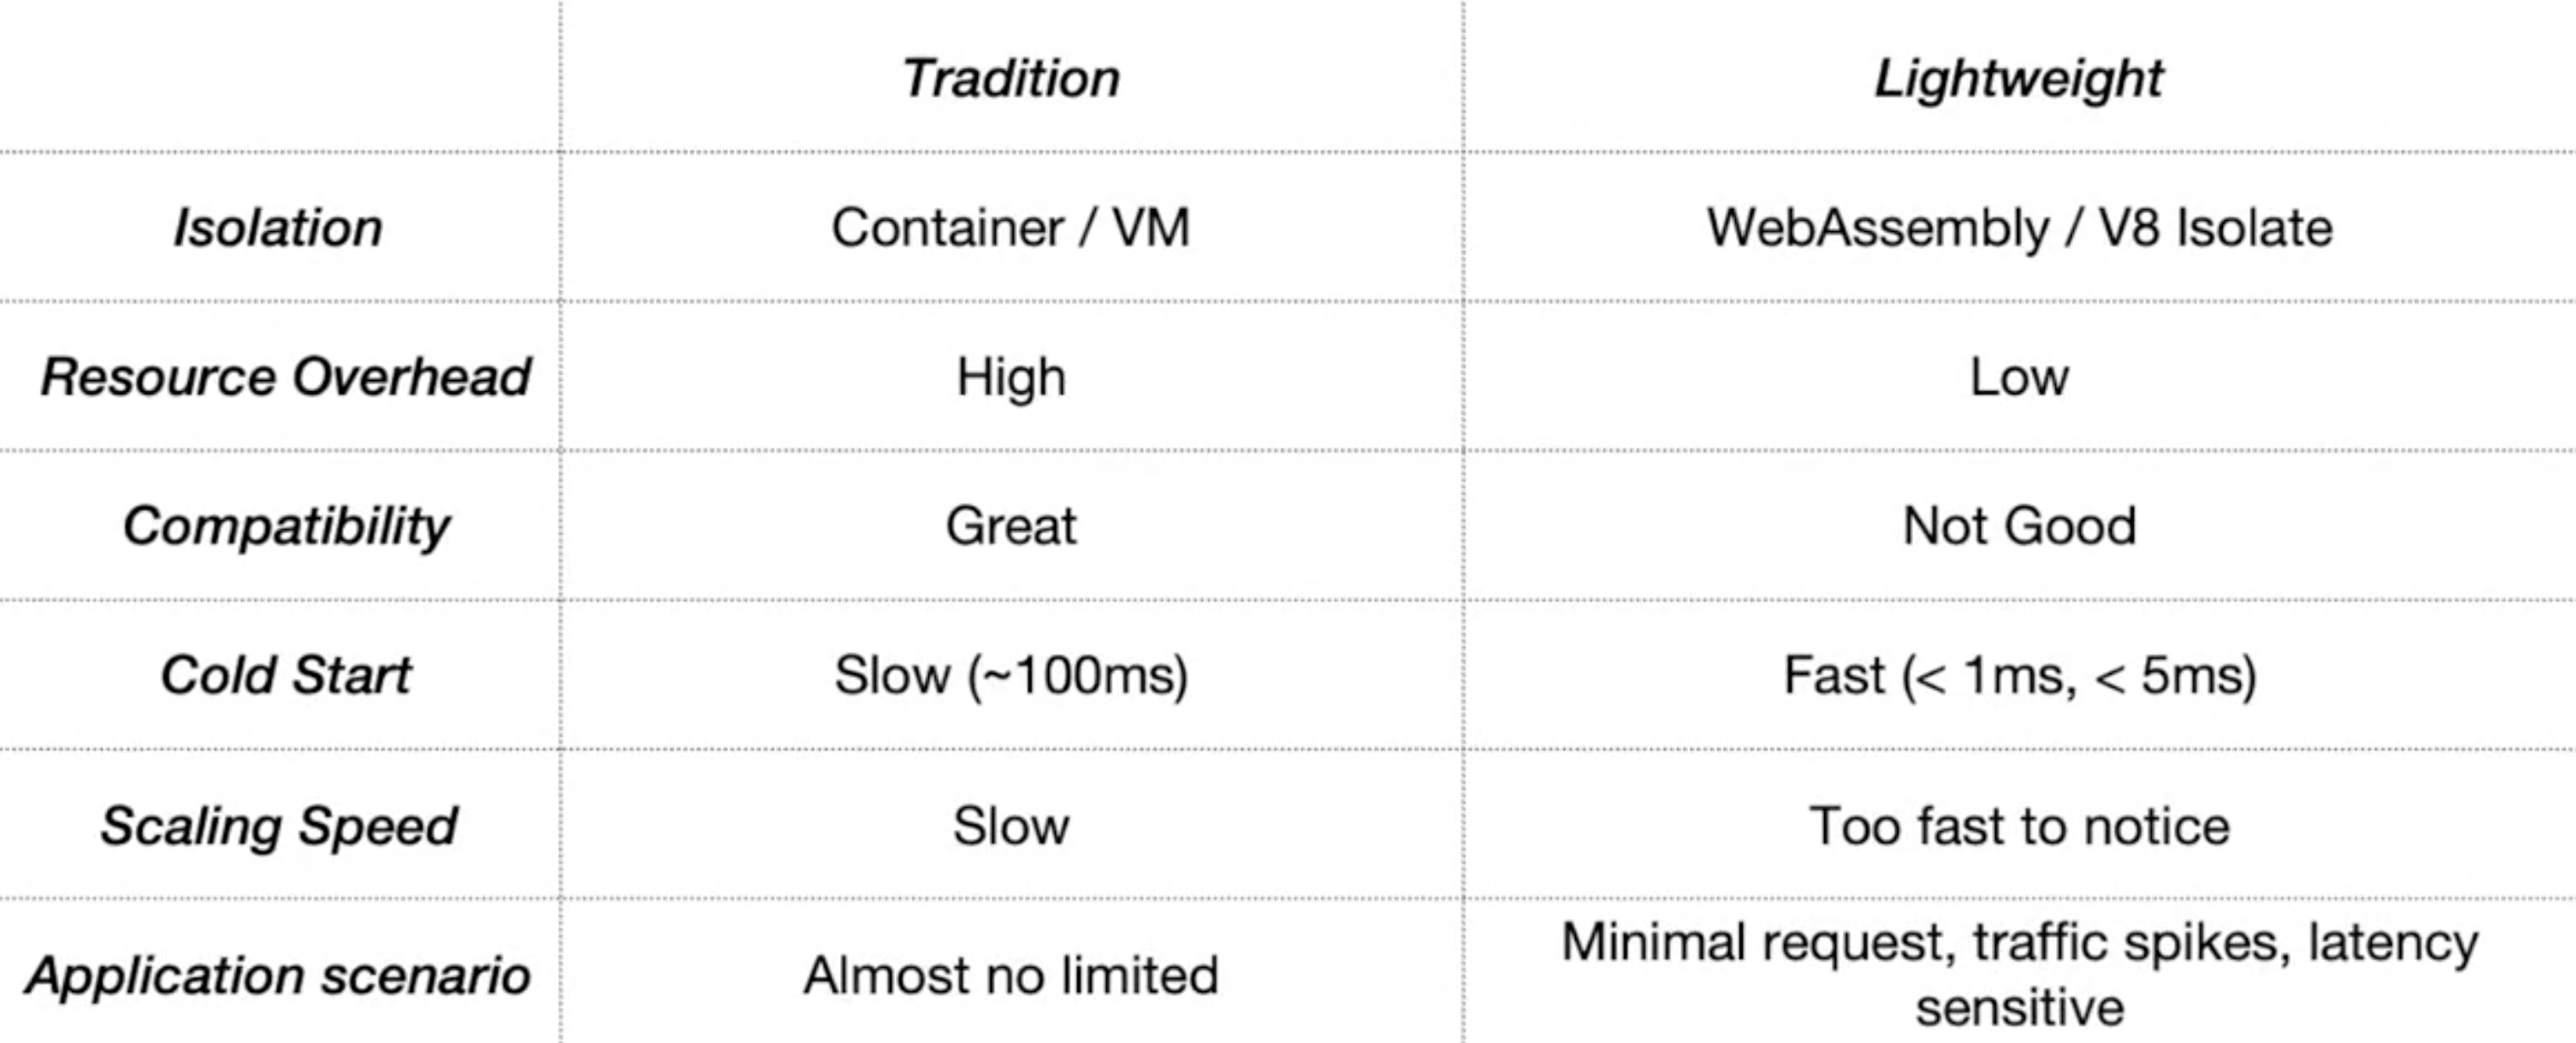 Tradition Lightweight
Isolation Container / VM WebAssembly / V8 Isolate
Resource Overhead High Low
Compatibility Great Not Good
Cold Start Slow (~100ms) Fast (< 1ms, < 5ms)
Scaling Speed Slow Too fast to notice
Application scenario Almost no limited Minimal request, traffic spikes, latency
sensitive